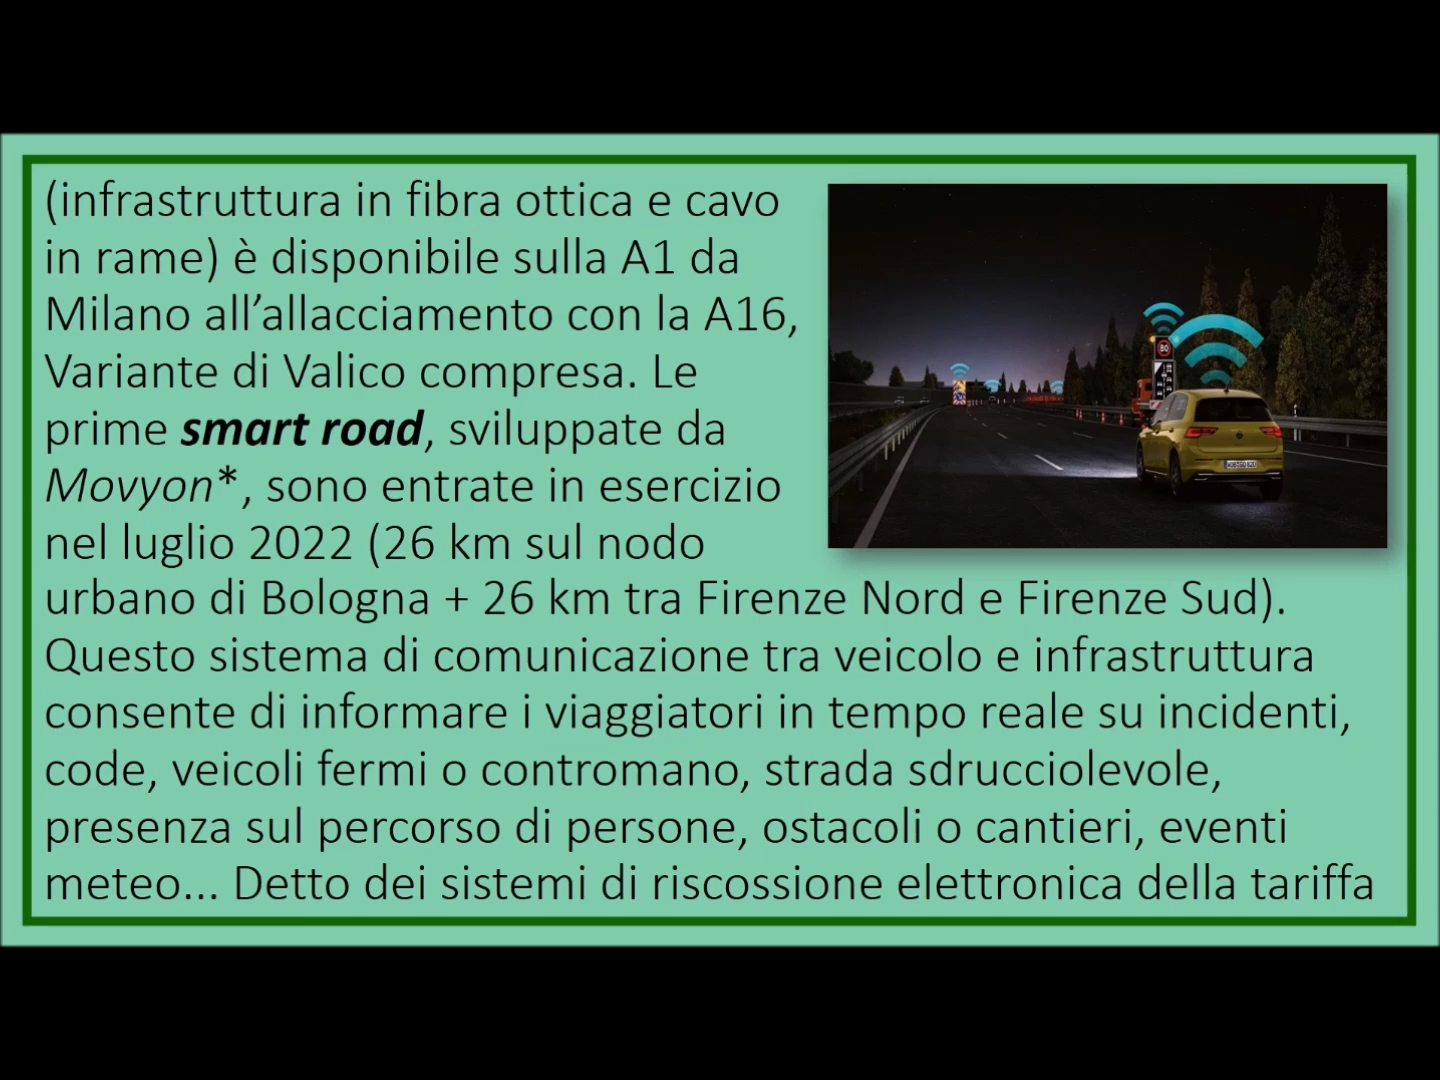 (infrastruttura in fibra ottica e cavo
in rame) è disponibile sulla A1 da
Milano all’allacciamento con la A16,
Variante di Valico compresa. Le
prime smart road, sviluppate da
Movyon*, sono entrate in esercizio
nel luglio 2022 (26 km sul nodo
urbano di Bologna + 26 km tra Firenze Nord e Firenze Sud).
Questo sistema di comunicazione tra veicolo e infrastruttura
consente di informare i viaggiatori in tempo reale su incidenti,
code, veicoli fermi o contromano, strada sdrucciolevole,
presenza sul percorso di persone, ostacoli o cantieri, eventi
meteo... Detto dei sistemi di riscossione elettronica della tariffa
80